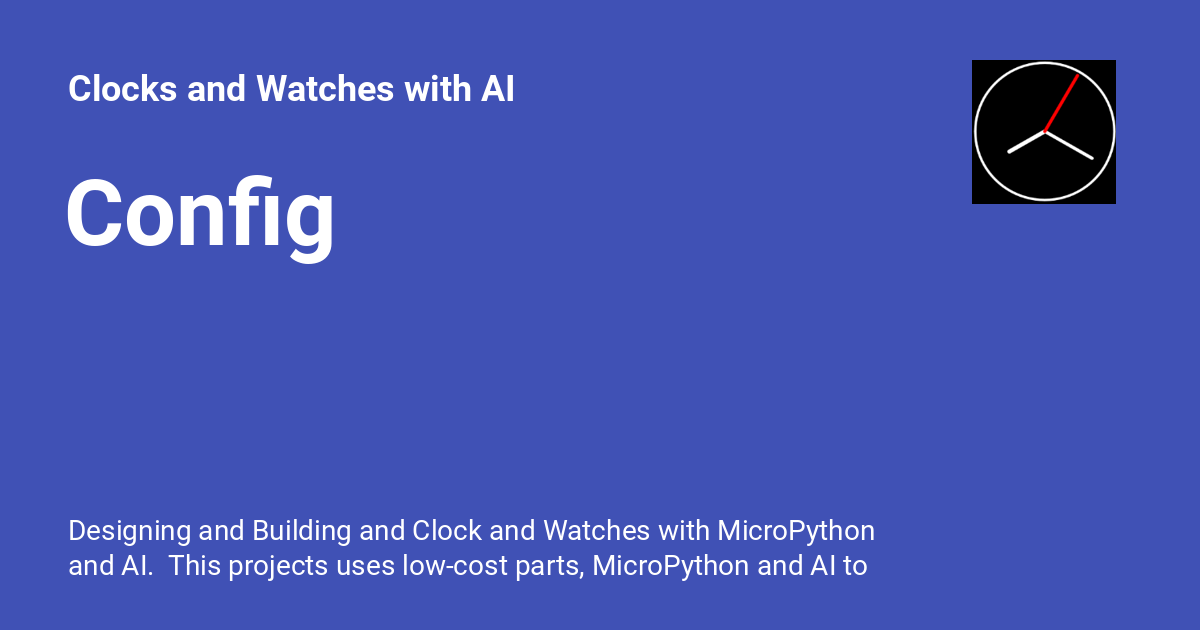 Clocks and Watches with AI
Config
Designing and Building and Clock and Watches with MicroPython
and AI.  This projects uses low-cost parts, MicroPython and AI to